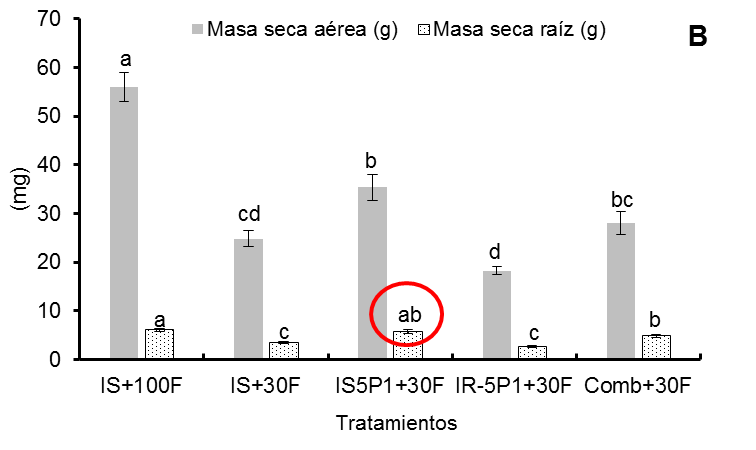 70
Masa seca aérea (g) Masa seca raíz (g)
B
60
50
40
30
20
10
0
(mg)
a
a
cd
c
b
ab
d
c
bc
b
IS+100F IS+30F IS5P1+30F IR-5P1+30F Comb+30F
Tratamientos